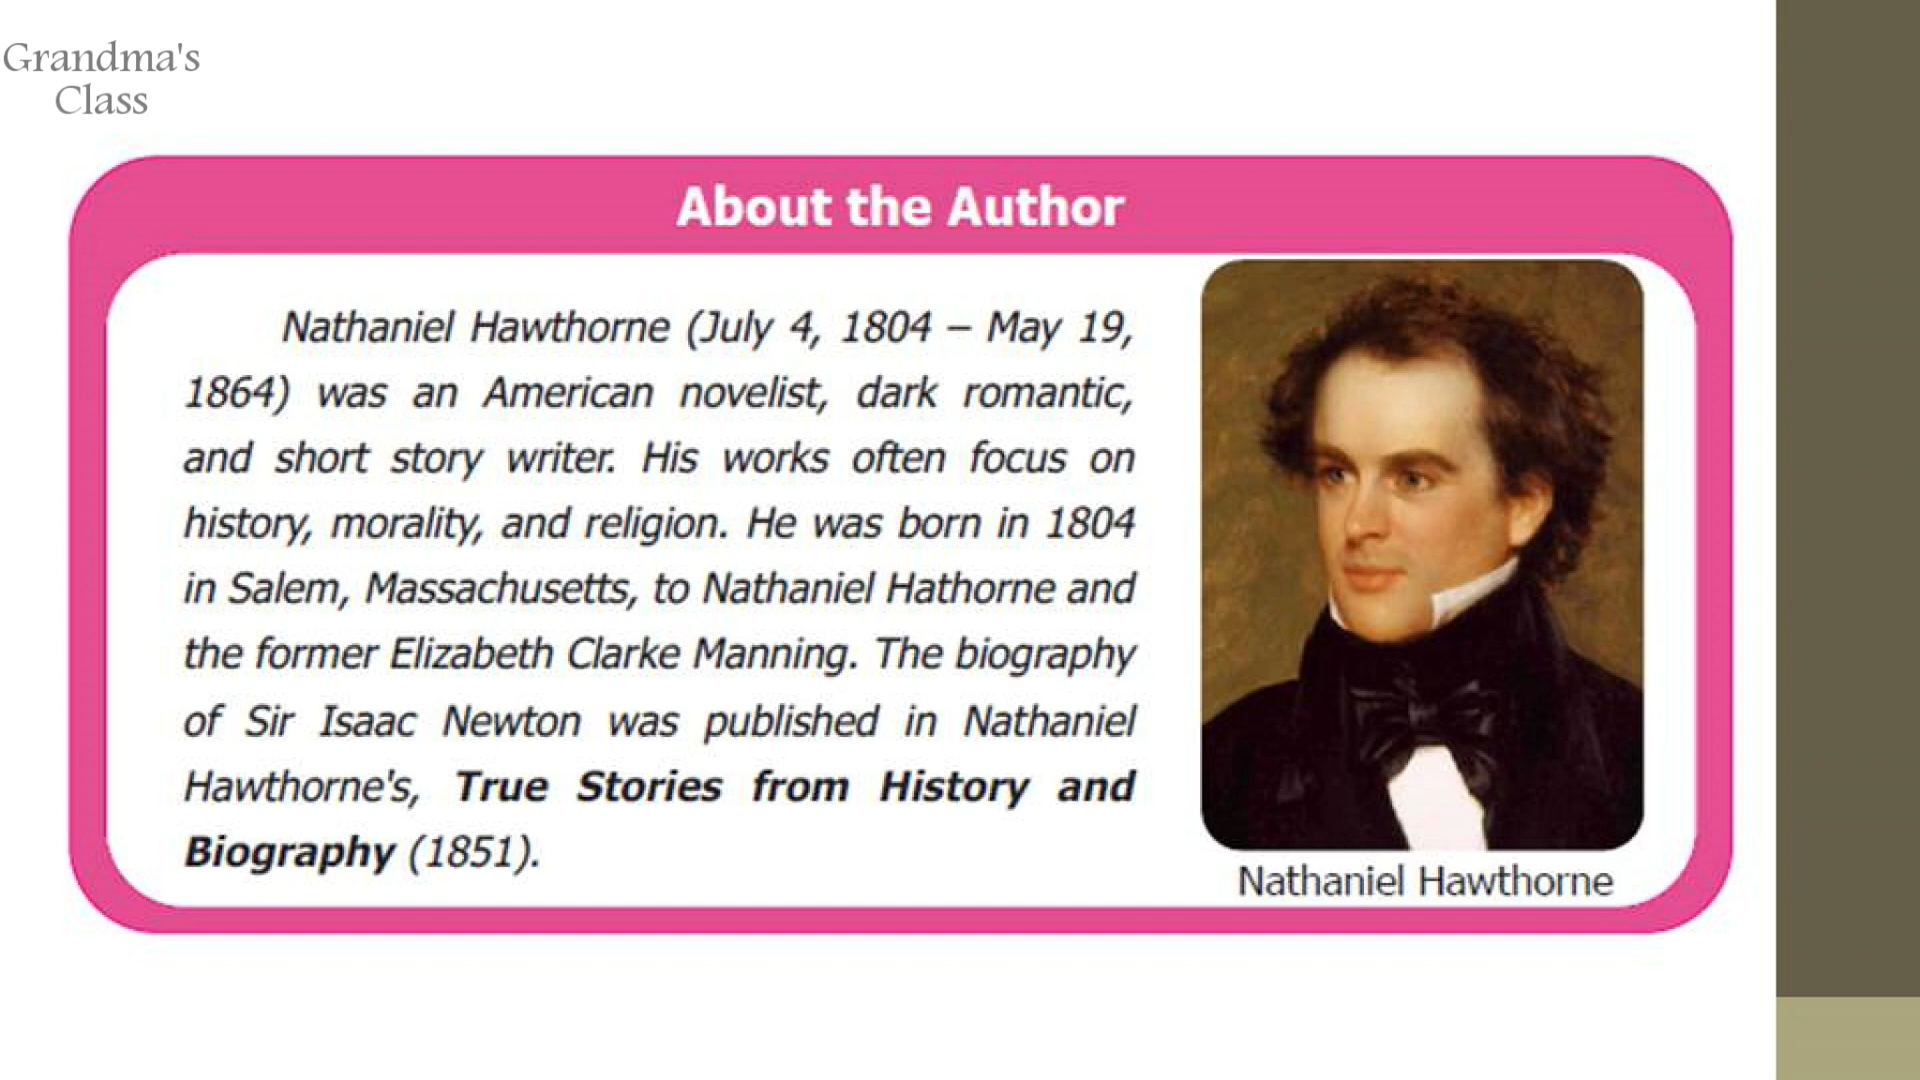 Grandma's
Class
About the Author
Nathaniel Hawthorne (July 4, 1804 – May 19,
1864) was an American novelist, dark romantic,
and short story writer. His works often focus on
history, morality, and religion. He was born in 1804
in Salem, Massachusetts, to Nathaniel Hathorne and
the former Elizabeth Clarke Manning. The biography
of Sir Isaac Newton was published in Nathaniel
Hawthorne's, True Stories from History and
Biography (1851).
Nathaniel Hawthorne